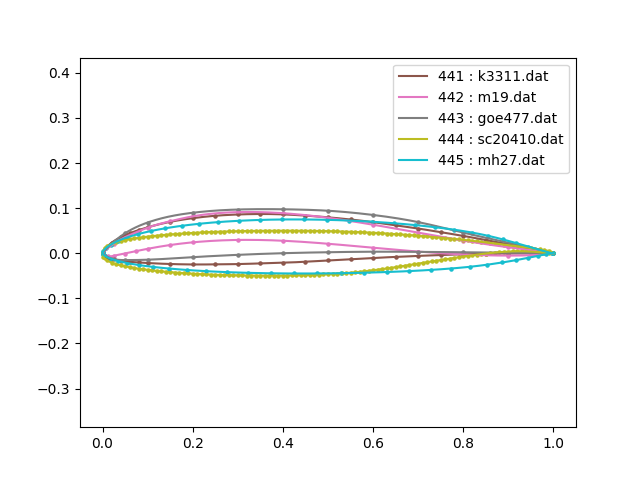 0.4
0.3
0.2
0.1
0.0
−0.1
−0.2
−0.3
0.0 0.2 0.4 0.6 0.8 1.0
441 : k3311.dat
442 : m19.dat
443 : goe477.dat
444 : sc20410.dat
445 : mh27.dat